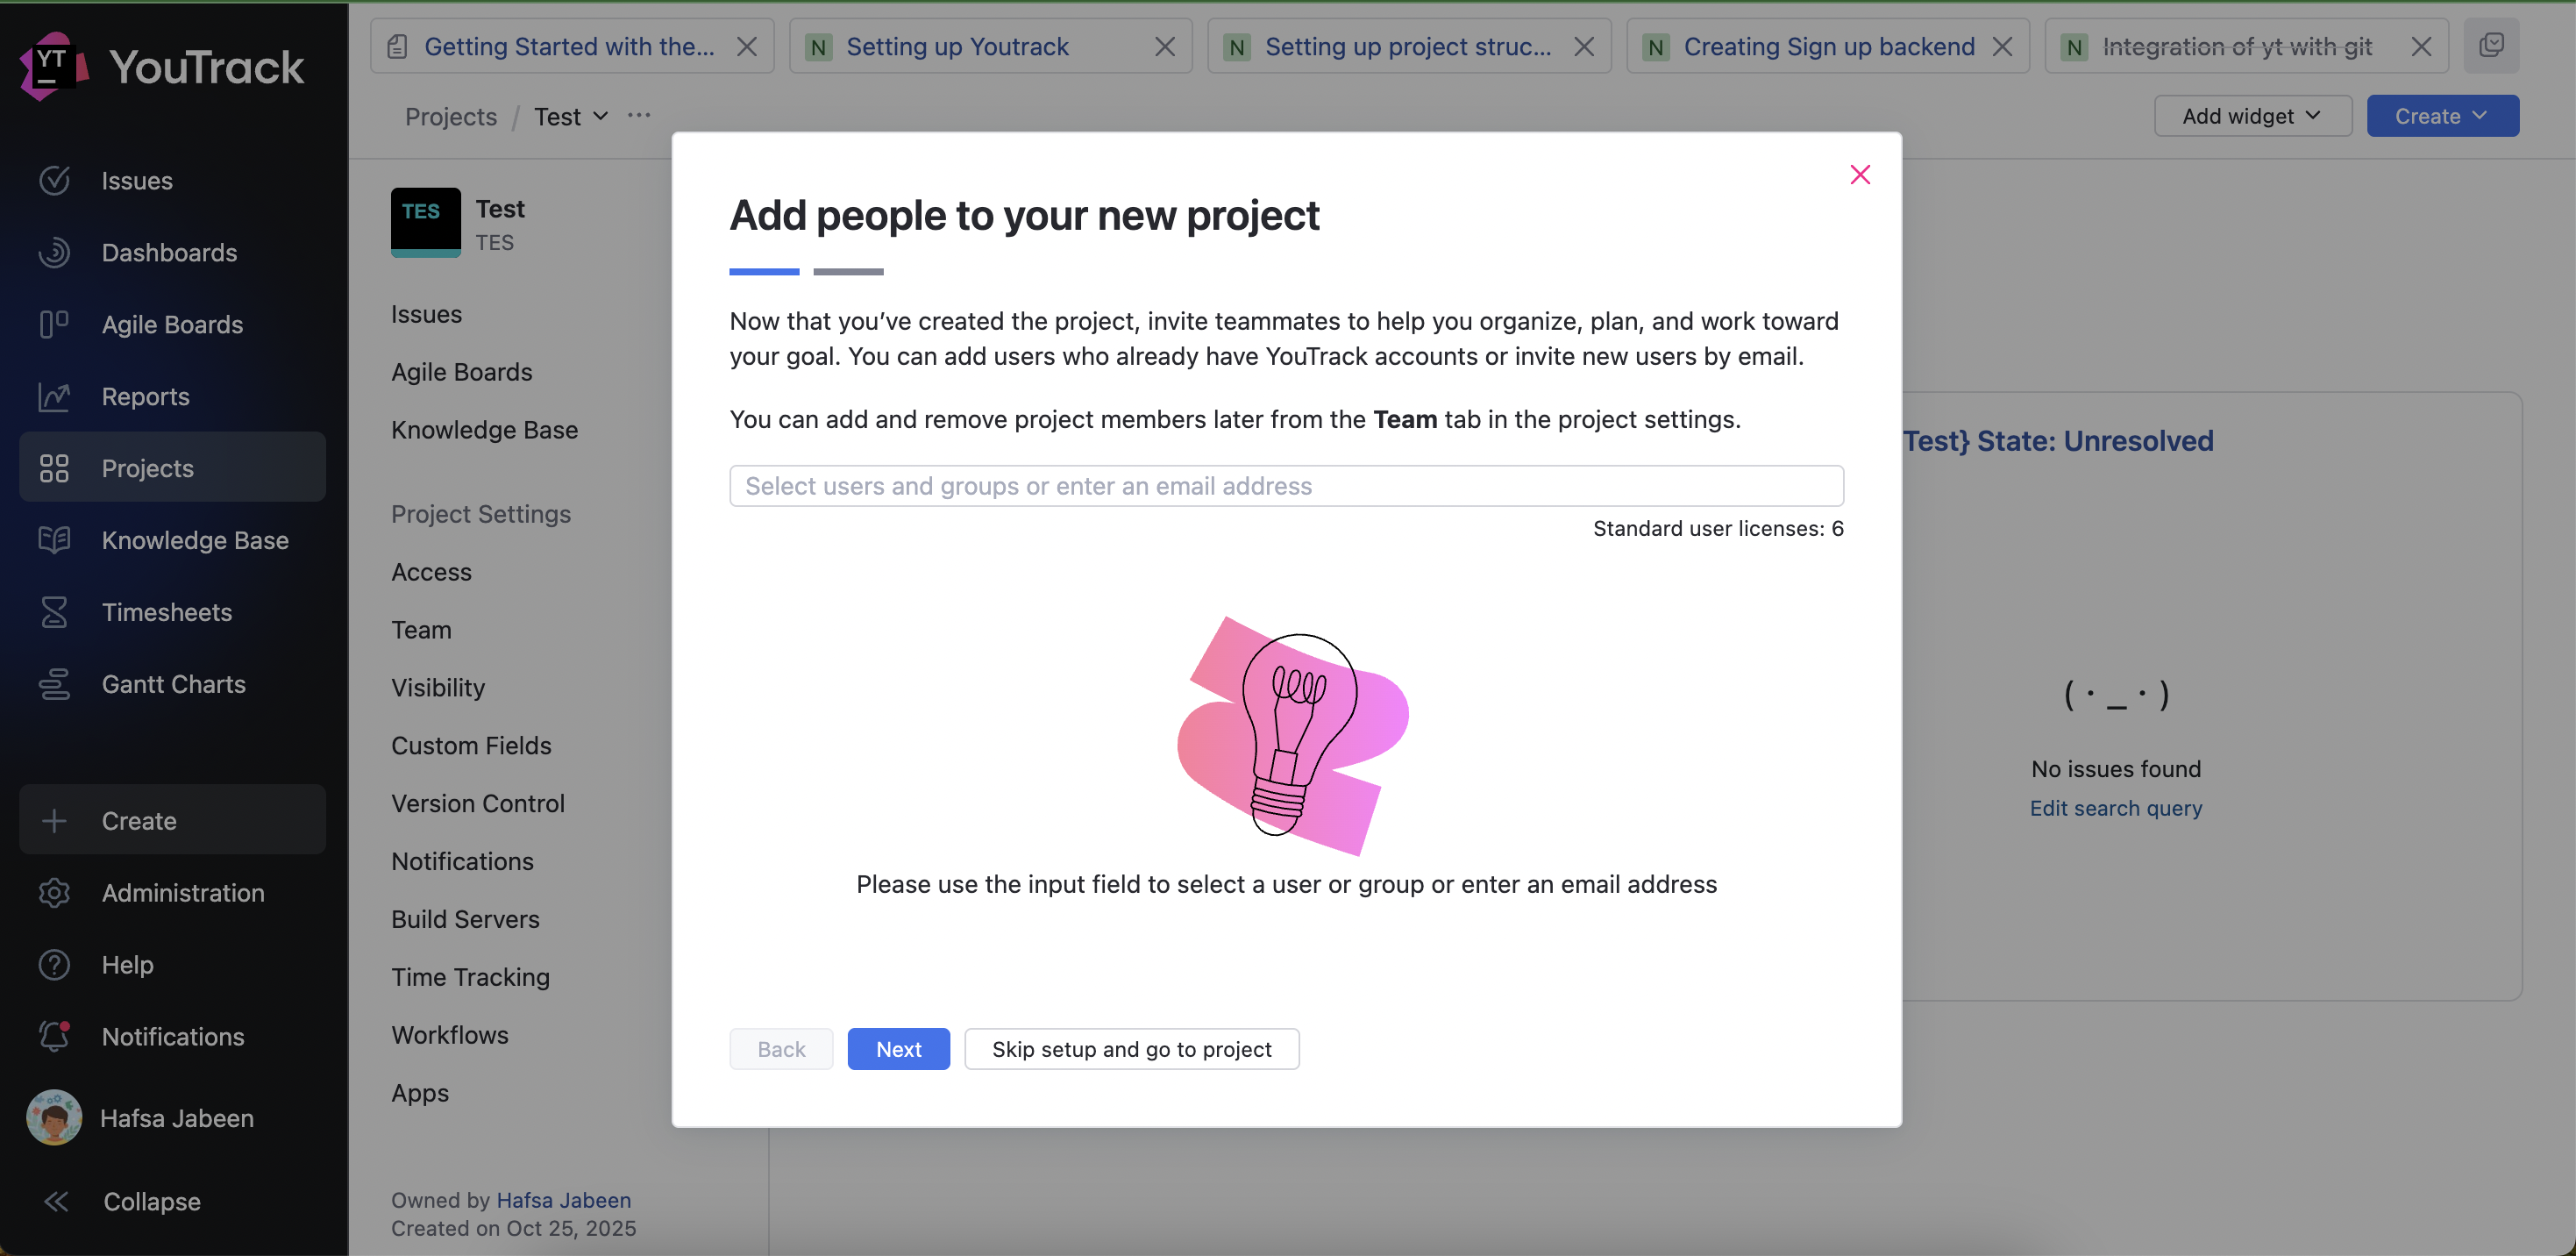 YT
YouTrack
Issues
Dashboards
Agile Boards
Reports
Projects
Knowledge Base
Timesheets
Gantt Charts
Create
Administration
Help
Notifications
Hafsa Jabeen
Collapse
Getting Started with the...
N Setting up Youtrack
N Setting up project struc...
N Creating Sign up backend
N Integration of yt with git
Projects / Test ...
Add widget
Create
TES
Test
TES
Issues
Agile Boards
Knowledge Base
Project Settings
Access
Team
Visibility
Custom Fields
Version Control
Notifications
Build Servers
Time Tracking
Workflows
Apps
Owned by Hafsa Jabeen
Created on Oct 25, 2025
Add people to your new project
Now that you’ve created the project, invite teammates to help you organize, plan, and work toward
your goal. You can add users who already have YouTrack accounts or invite new users by email.
You can add and remove project members later from the Team tab in the project settings.
Select users and groups or enter an email address
Standard user licenses: 6
Please use the input field to select a user or group or enter an email address
Back
Next
Skip setup and go to project
Test} State: Unresolved
(·_·)
No issues found
Edit search query